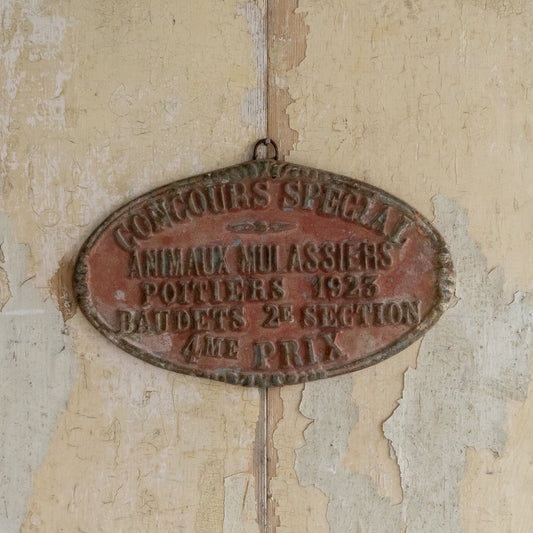 CONCOURS SPECIAL
ANIMAUX MULASSIERS
POITIERS 1923
BAUDETS 2E SECTION
4ME PRIX